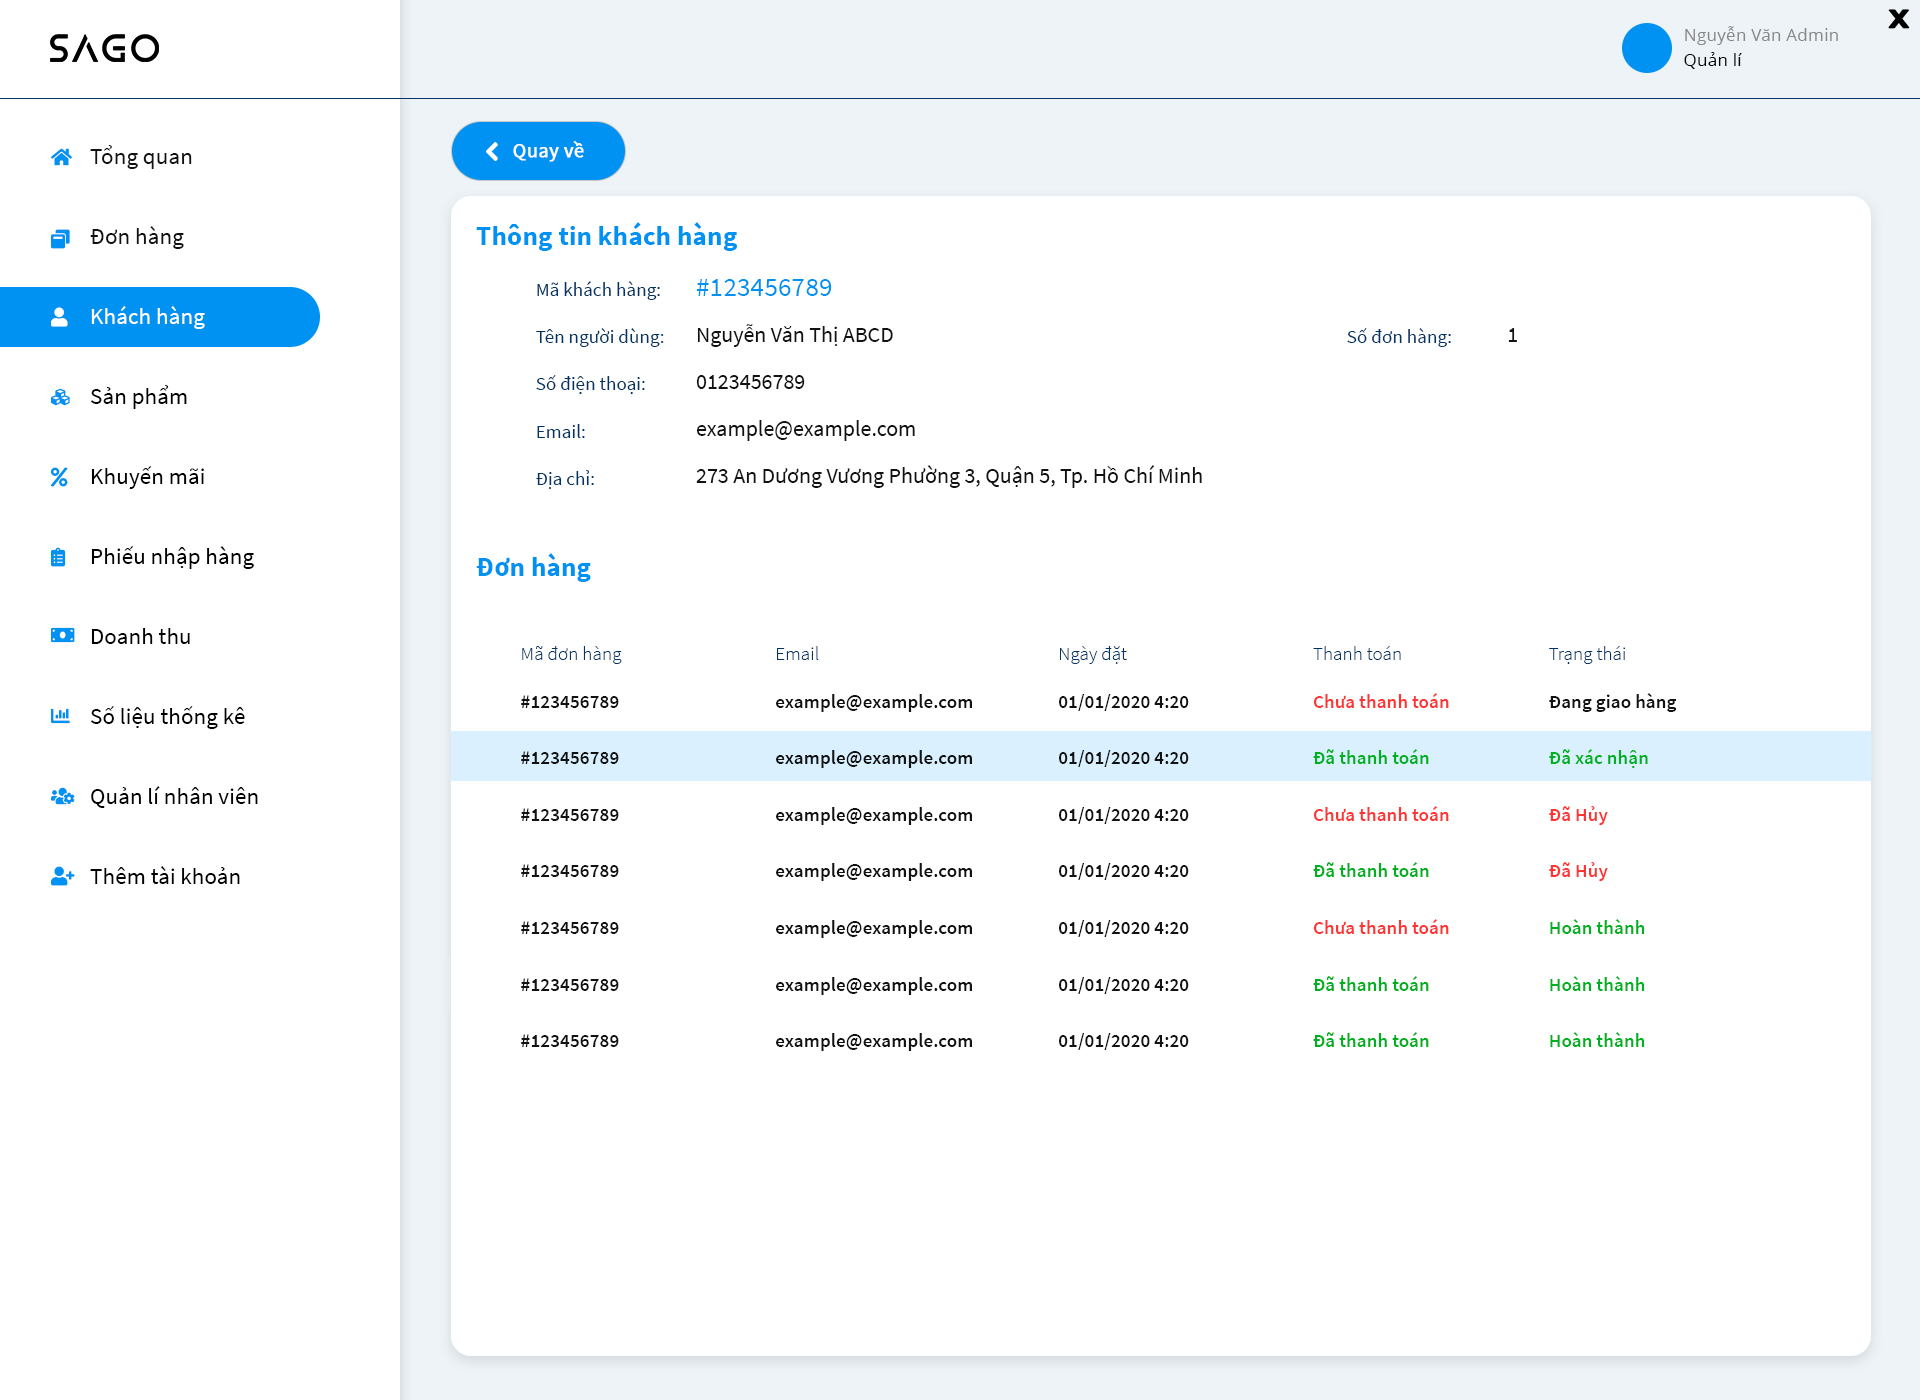 SAGO
Nguyễn Văn Admin
Quản lí
X
Tổng quan
Đơn hàng
Khách hàng
Sản phẩm
Khuyến mãi
Phiếu nhập hàng
Doanh thu
Số liệu thống kê
Quản lí nhân viên
Thêm tài khoản
Quay về
Thông tin khách hàng
Mã khách hàng: #123456789
Tên người dùng: Nguyễn Văn Thị ABCD Số đơn hàng: 1
Số điện thoại: 0123456789
Email: example@example.com
Địa chỉ: 273 An Dương Vương Phường 3, Quận 5, Tp. Hồ Chí Minh
Đơn hàng
Mã đơn hàng Email Ngày đặt Thanh toán Trạng thái
#123456789 example@example.com 01/01/2020 4:20 Chưa thanh toán Đang giao hàng
#123456789 example@example.com 01/01/2020 4:20 Đã thanh toán Đã xác nhận
#123456789 example@example.com 01/01/2020 4:20 Chưa thanh toán Đã Hủy
#123456789 example@example.com 01/01/2020 4:20 Đã thanh toán Đã Hủy
#123456789 example@example.com 01/01/2020 4:20 Chưa thanh toán Hoàn thành
#123456789 example@example.com 01/01/2020 4:20 Đã thanh toán Hoàn thành
#123456789 example@example.com 01/01/2020 4:20 Đã thanh toán Hoàn thành